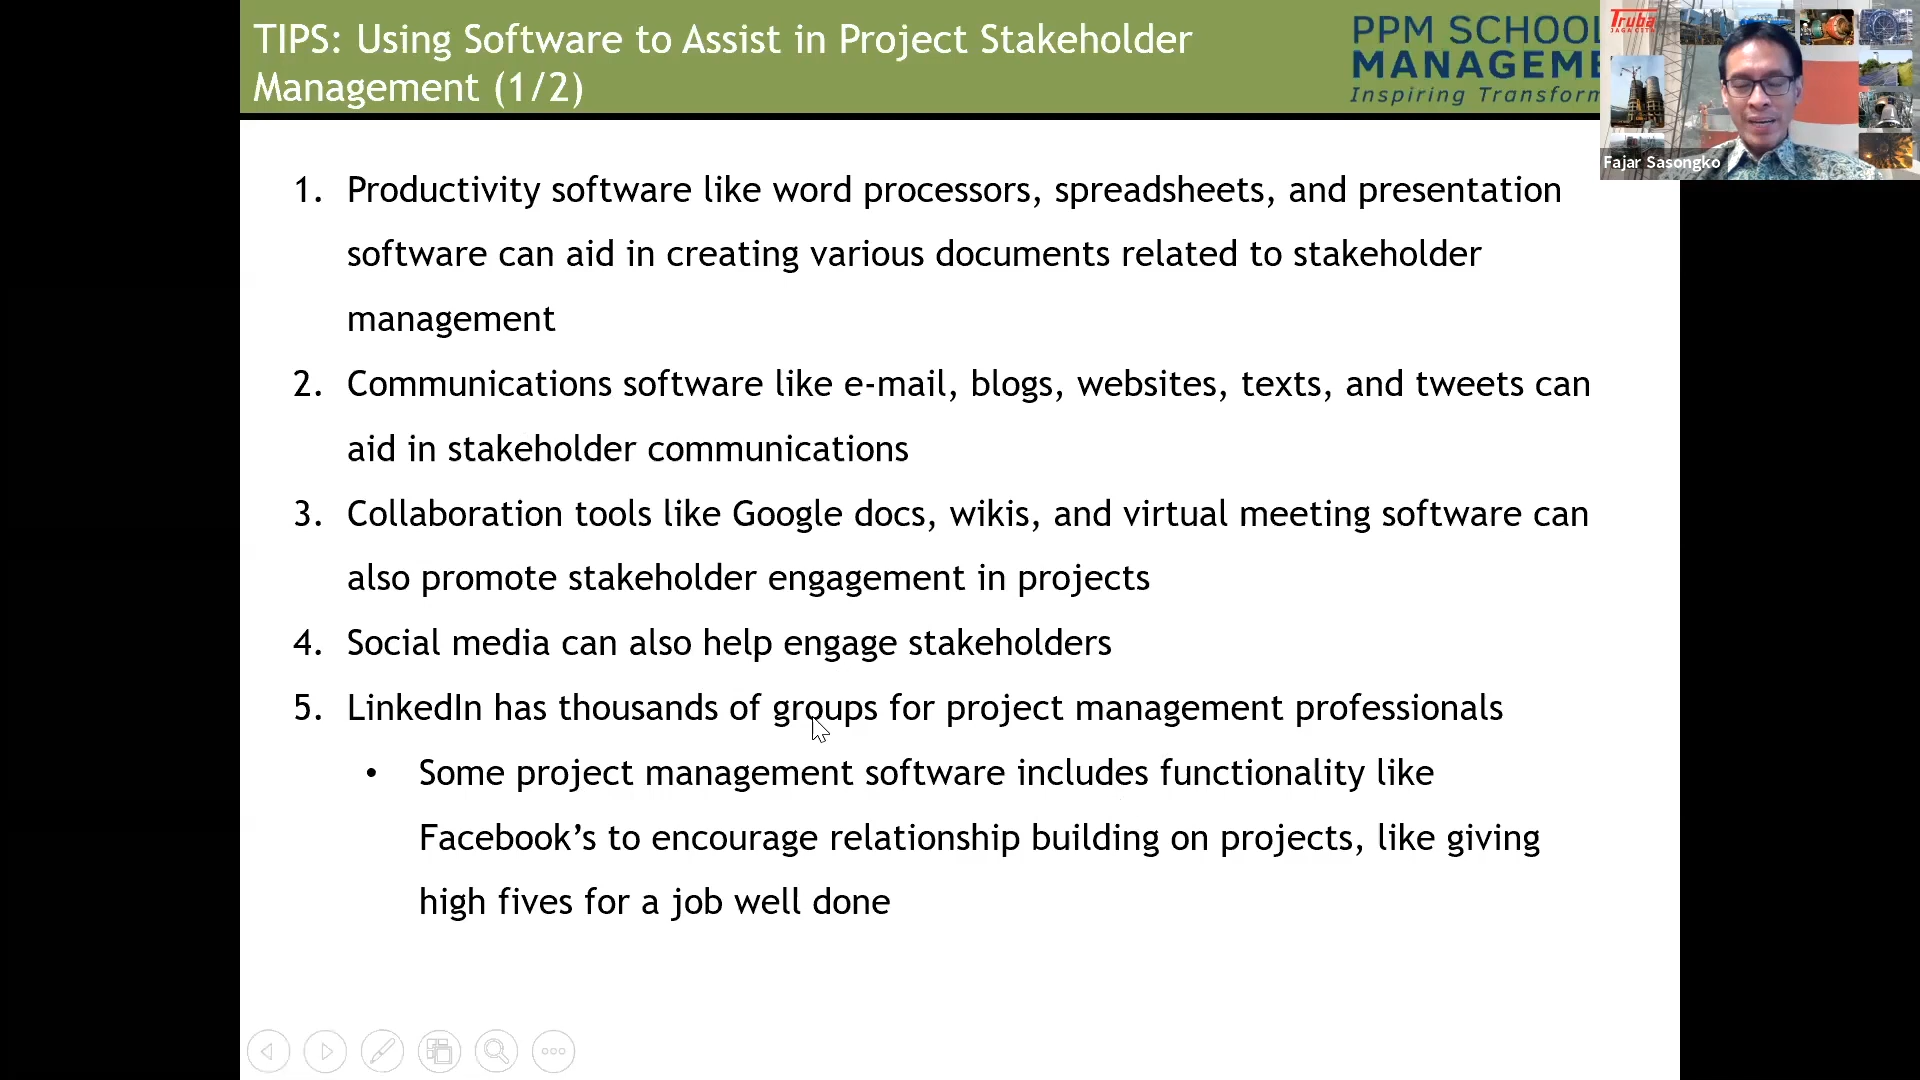 TIPS: Using Software to Assist in Project Stakeholder
Management (1/2)
PPM SCHOOL
MANAGEME
Inspiring Transform
Truba
JAGA CITA
Fajar Sasongko
1. Productivity software like word processors, spreadsheets, and presentation
software can aid in creating various documents related to stakeholder
management
2. Communications software like e-mail, blogs, websites, texts, and tweets can
aid in stakeholder communications
3. Collaboration tools like Google docs, wikis, and virtual meeting software can
also promote stakeholder engagement in projects
4. Social media can also help engage stakeholders
5. LinkedIn has thousands of groups for project management professionals
• Some project management software includes functionality like
Facebook’s to encourage relationship building on projects, like giving
high fives for a job well done